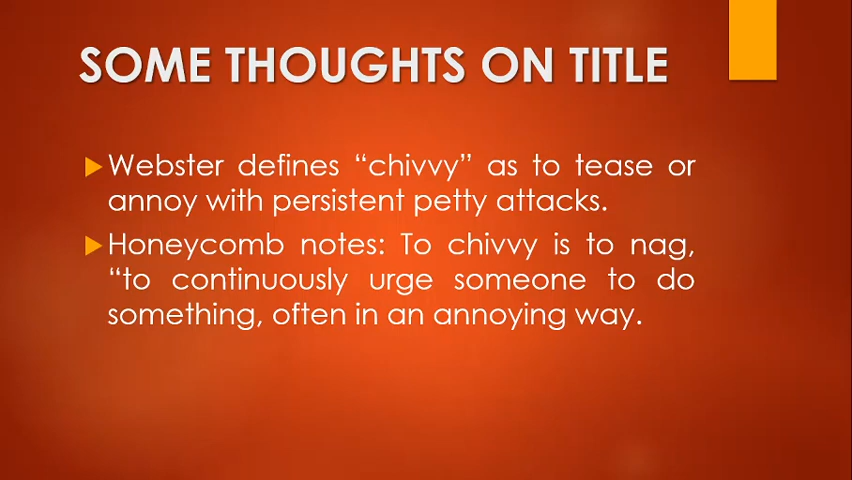 SOME THOUGHTS ON TITLE
Webster defines “chivvy” as to tease or
annoy with persistent petty attacks.
Honeycomb notes: To chivvy is to nag,
“to continuously urge someone to do
something, often in an annoying way.